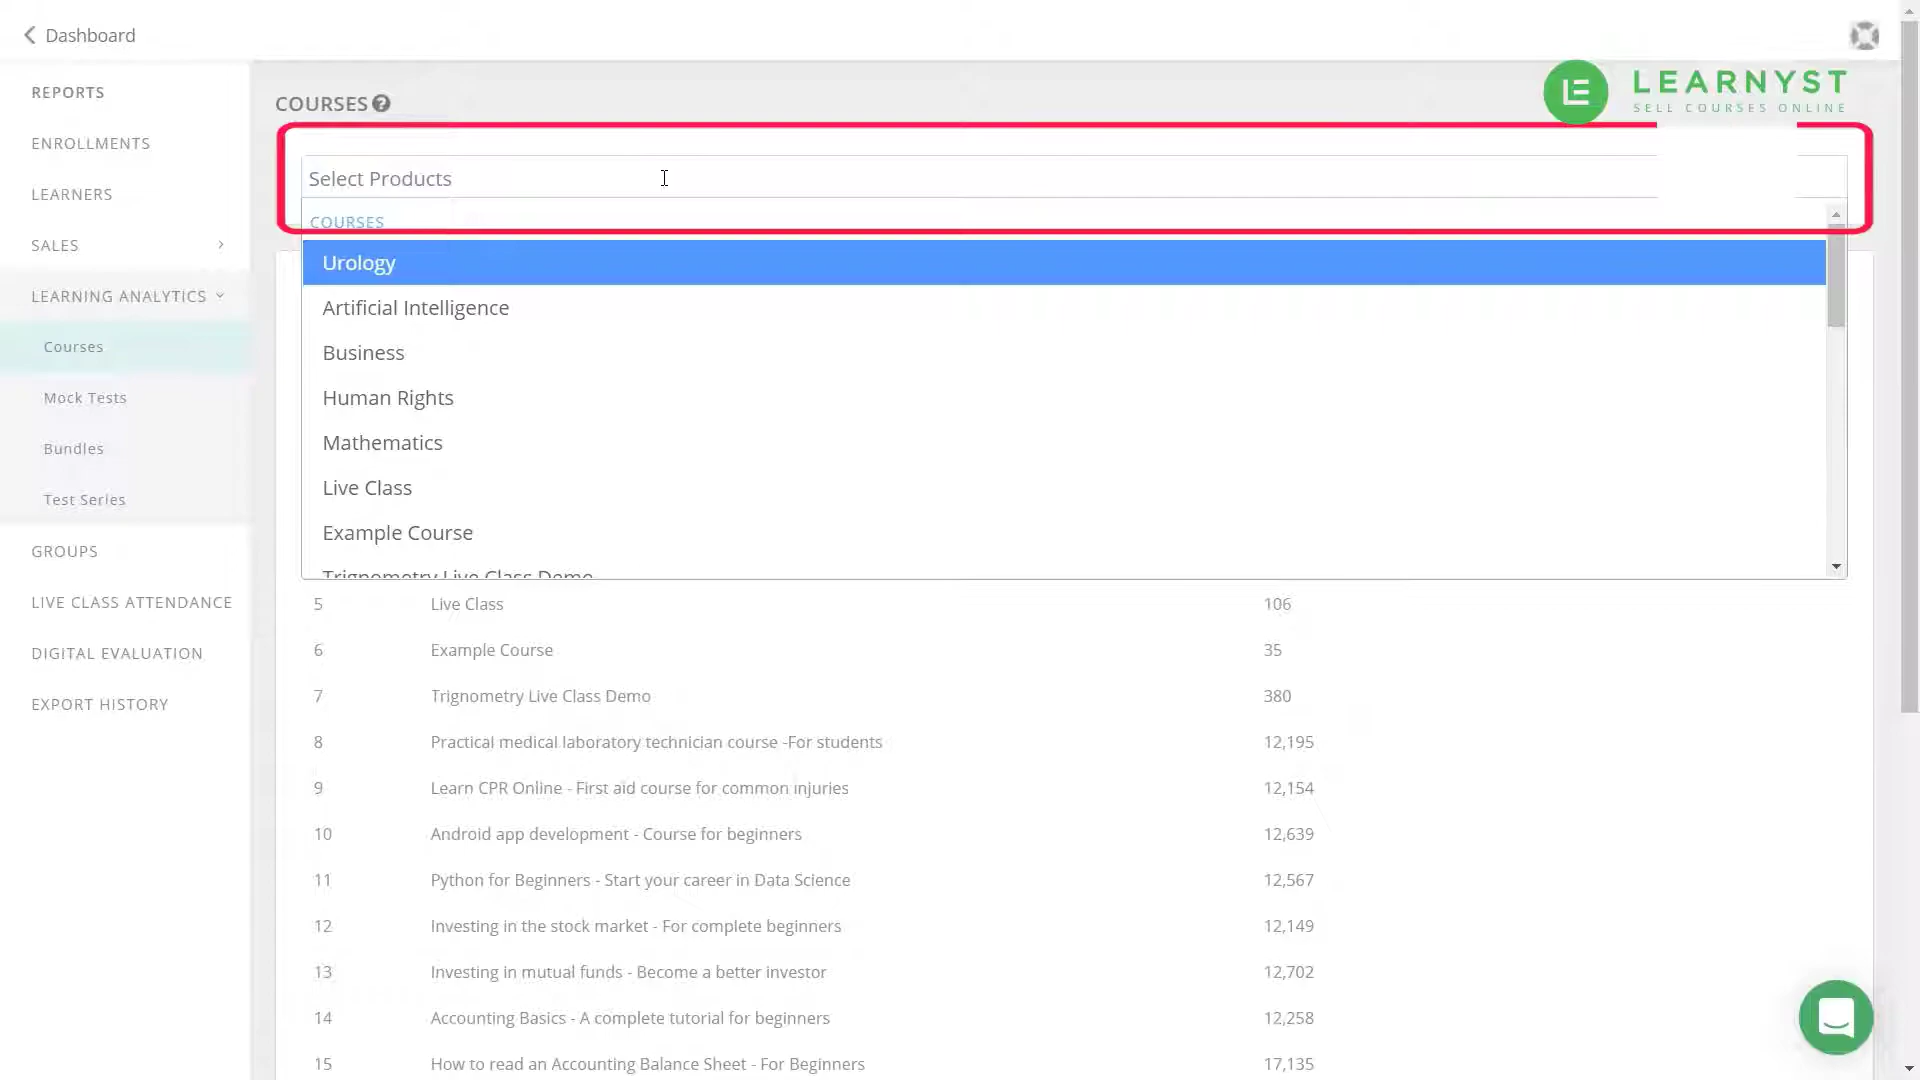 Dashboard
REPORTS
ENROLLMENTS
LEARNERS
SALES
LEARNING ANALYTICS
Courses
Mock Tests
Bundles
Test Series
GROUPS
LIVE CLASS ATTENDANCE
DIGITAL EVALUATION
EXPORT HISTORY
COURSES
LE LEARNYST
SELL COURSES ONLINE
Select Products
COURSES
Urology
Artificial Intelligence
Business
Human Rights
Mathematics
Live Class
Example Course
Trignometry Live Class Demo
5 Live Class 106
6 Example Course 35
7 Trignometry Live Class Demo 380
8 Practical medical laboratory technician course -For students 12,195
9 Learn CPR Online - First aid course for common injuries 12,154
10 Android app development - Course for beginners 12,639
11 Python for Beginners - Start your career in Data Science 12,567
12 Investing in the stock market - For complete beginners 12,149
13 Investing in mutual funds - Become a better investor 12,702
14 Accounting Basics - A complete tutorial for beginners 12,258
15 How to read an Accounting Balance Sheet - For Beginners 17,135